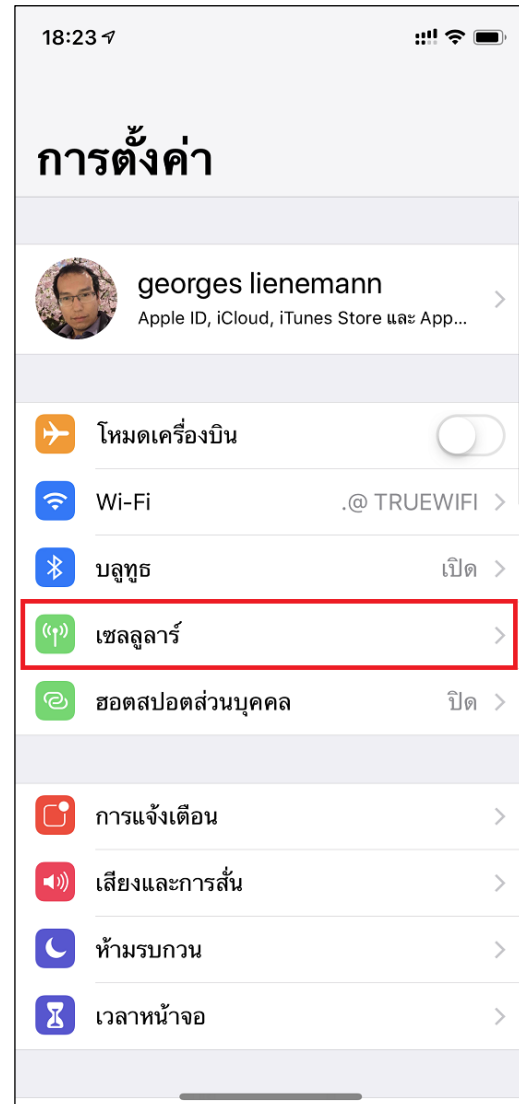 18:23
การตั้งค่า
georges lienemann
Apple ID, iCloud, iTunes Store และ App...
โหมดเครื่องบิน
Wi-Fi .@ TRUEWIFI
บลูทูธ เปิด
เซลลูลาร์
ฮอตสปอตส่วนบุคคล ปิด
การแจ้งเตือน
เสียงและการสั่น
ห้ามรบกวน
เวลาหน้าจอ